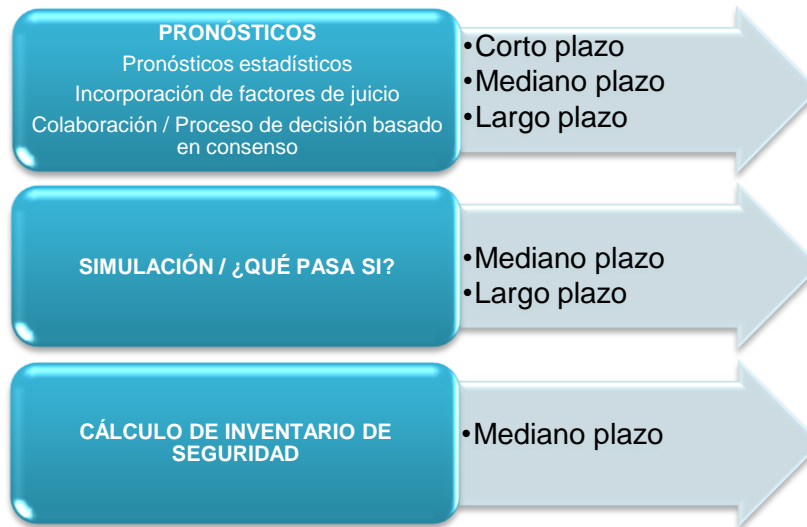 PRONÓSTICOS
Pronósticos estadísticos
Incorporación de factores de juicio
Colaboración / Proceso de decisión basado
en consenso
•Corto plazo
•Mediano plazo
•Largo plazo
SIMULACIÓN / ¿QUÉ PASA SI?
•Mediano plazo
•Largo plazo
CÁLCULO DE INVENTARIO DE
SEGURIDAD
•Mediano plazo